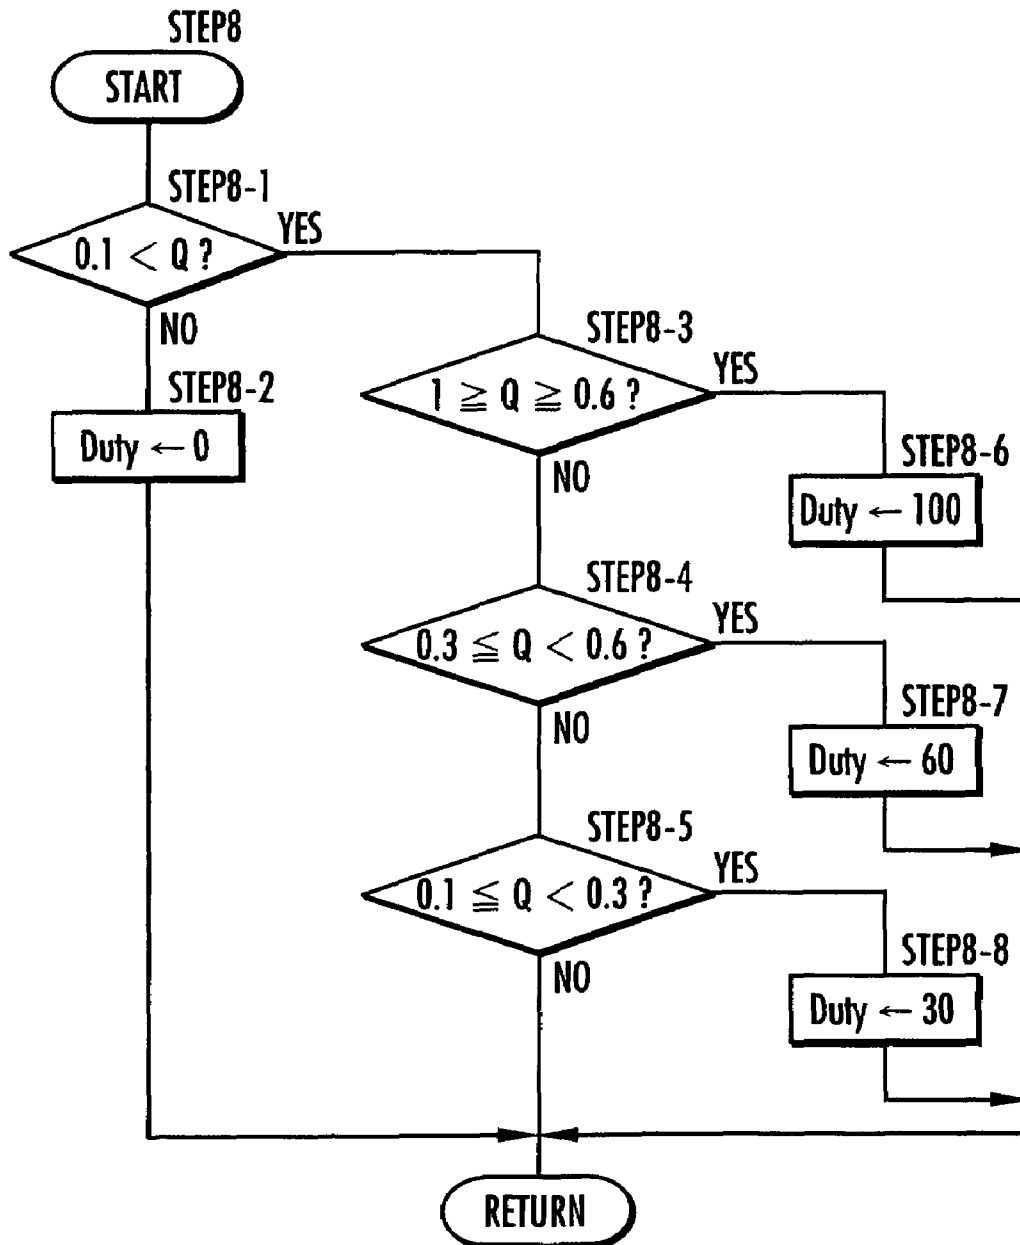 STEP8
START
STEP8-1
0.1 < Q ?
YES
NO
STEP8-2
Duty ← 0
STEP8-3
1 ≧ Q ≧ 0.6 ?
YES
NO
STEP8-6
Duty ← 100
STEP8-4
0.3 ≦ Q < 0.6 ?
YES
NO
STEP8-7
Duty ← 60
STEP8-5
0.1 ≦ Q < 0.3 ?
YES
NO
STEP8-8
Duty ← 30
RETURN